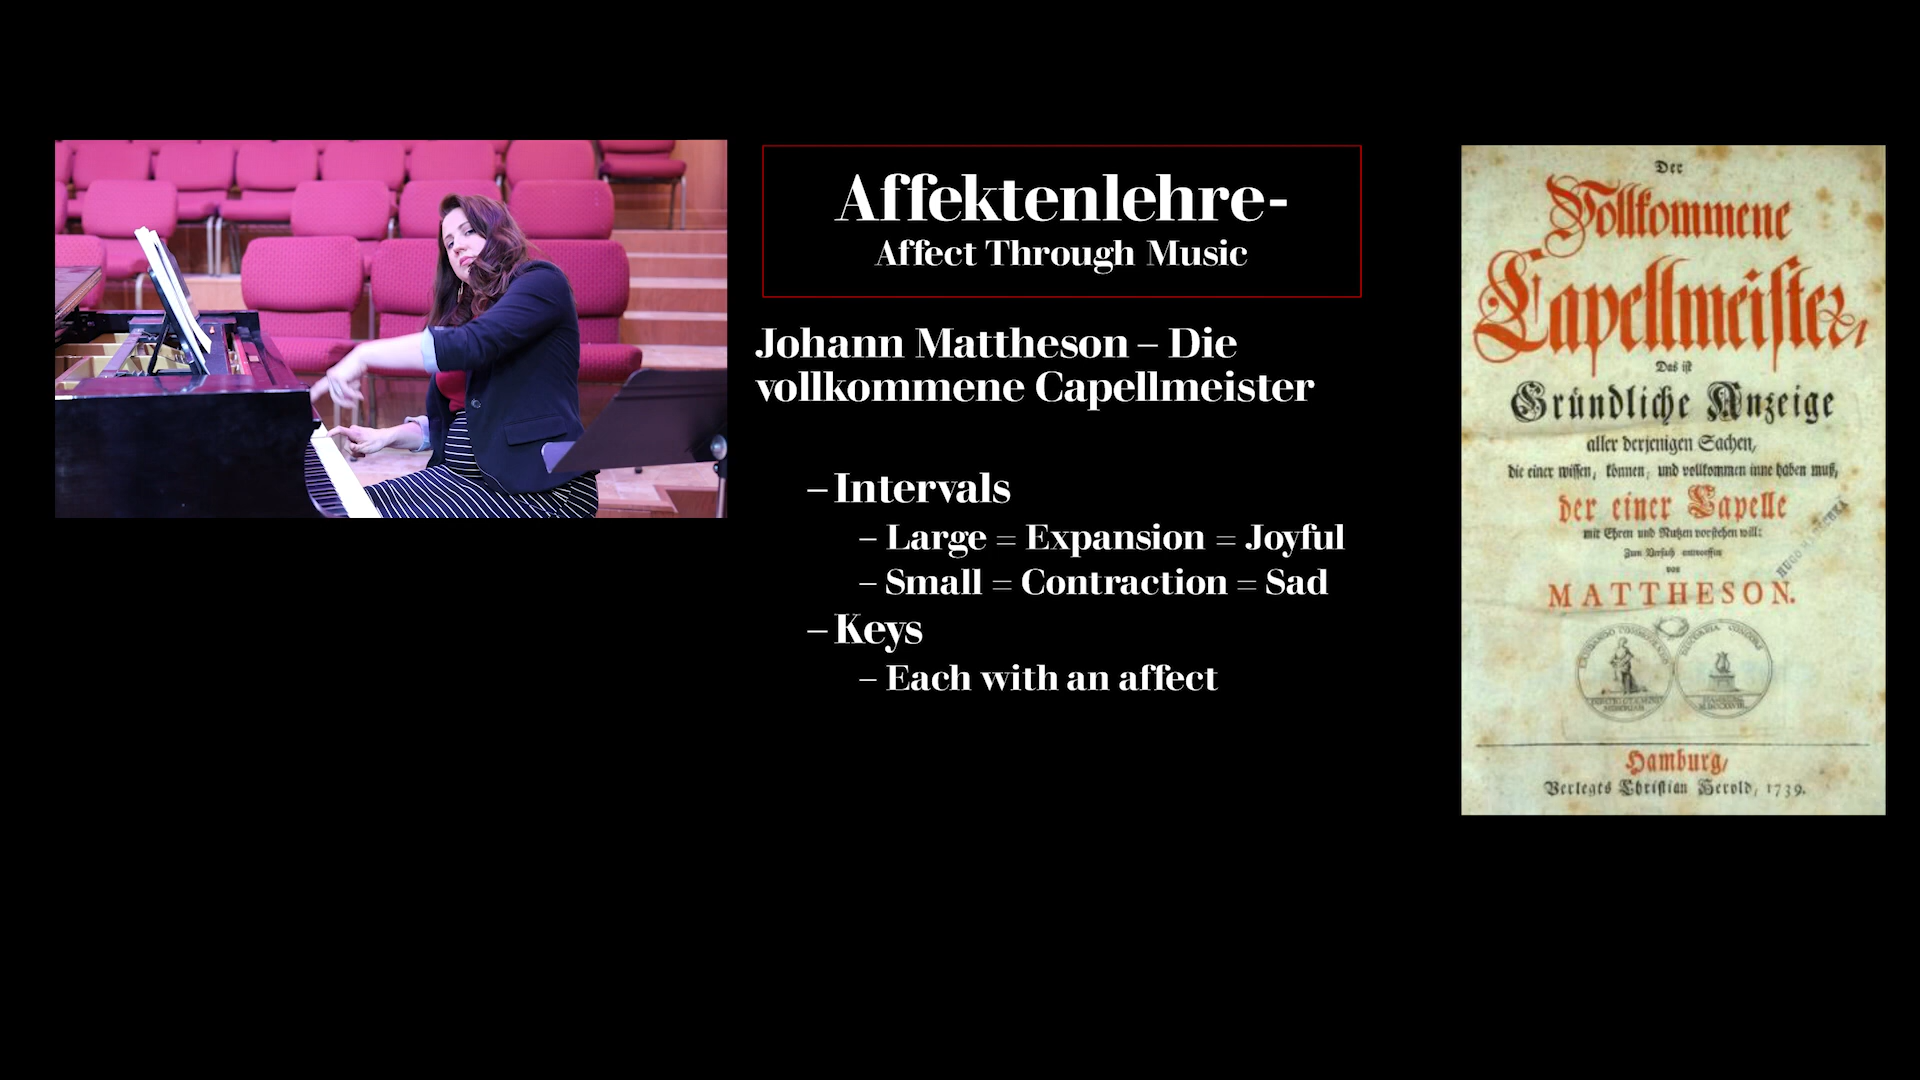 Affektenlehre-
Affect Through Music
Johann Mattheson – Die
vollkommene Capellmeister
– Intervals
– Large = Expansion = Joyful
– Small = Contraction = Sad
– Keys
– Each with an affect
Der
Vollkommene
Capellmeister,
Das ist
Gründliche Anzeige
aller derjenigen Sachen,
die einer wissen, können, und vollkommen inne haben muß,
der einer Capelle
mit Ehren und Nutzen vorstehen will:
Zum Versuch entworffen
von
MATTHESON.
Hamburg,
Verlegts Christian Herold, 1739.